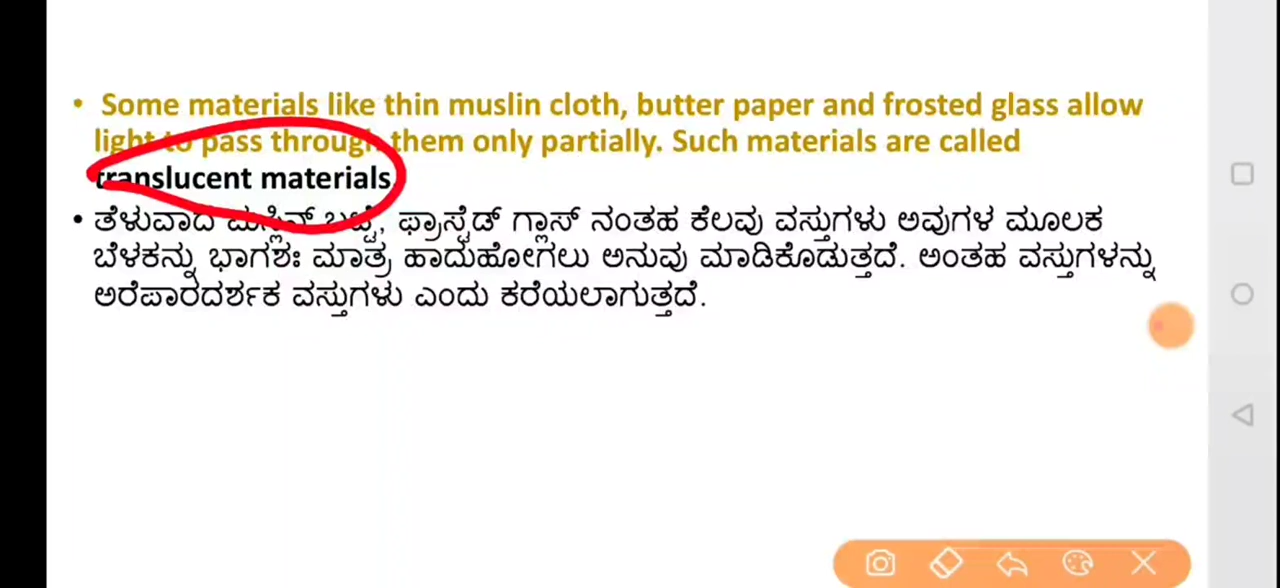 • Some materials like thin muslin cloth, butter paper and frosted glass allow
light to pass through them only partially. Such materials are called
translucent materials
• ತೆಳುವಾದ ಮಸ್ಲಿನ್ ಬಟ್ಟೆ, ಫ್ರಾಸ್ಟೆಡ್ ಗ್ಲಾಸ್ ನಂತಹ ಕೆಲವು ವಸ್ತುಗಳು ಅವುಗಳ ಮೂಲಕ
ಬೆಳಕನ್ನು ಭಾಗಶಃ ಮಾತ್ರ ಹಾದುಹೋಗಲು ಅನುವು ಮಾಡಿಕೊಡುತ್ತದೆ. ಅಂತಹ ವಸ್ತುಗಳನ್ನು
ಅರೆಪಾರದರ್ಶಕ ವಸ್ತುಗಳು ಎಂದು ಕರೆಯಲಾಗುತ್ತದೆ.